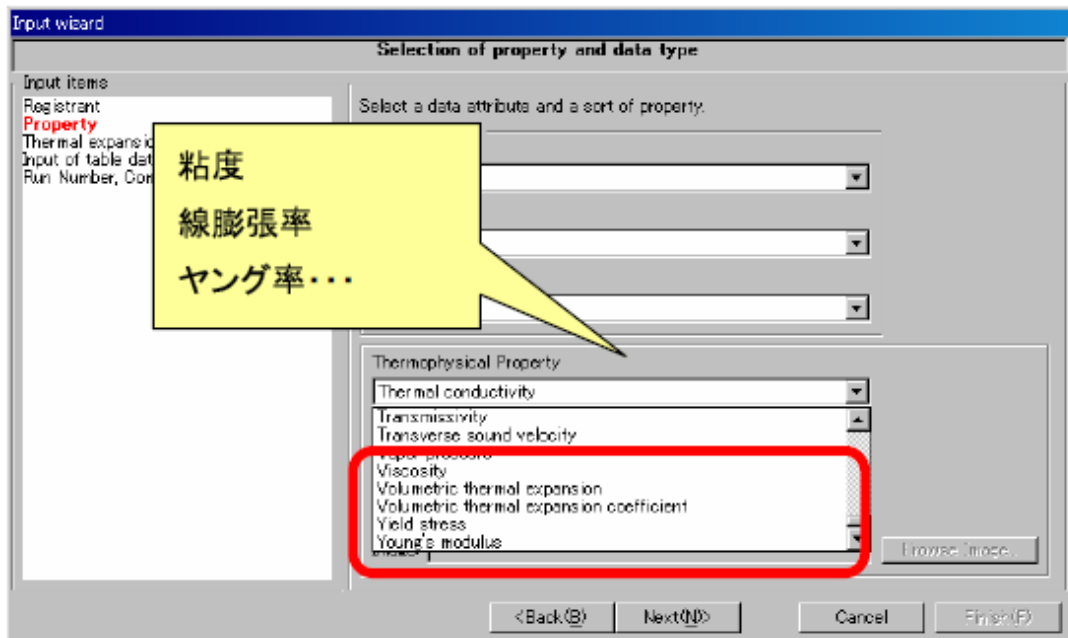 Input wizard
Selection of property and data type
Input items
Registrant
Property
Thermal expansio
Input of table dat
Run Number, Con
Select a data attribute and a sort of property.
粘度
線膨張率
ヤング率・・・
Thermophysical Property
Thermal conductivity
Transmissivity
Transverse sound velocity
Vapor pressure
Viscosity
Volumetric thermal expansion
Volumetric thermal expansion coefficient
Yield stress
Young's modulus
Browse Image..
<Back(B)
Next(N)>
Cancel
Finish(F)